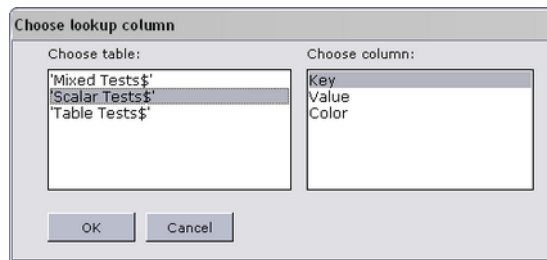 Choose lookup column
Choose table:
'Mixed Tests$'
'Scalar Tests$'
'Table Tests$'
Choose column:
Key
Value
Color
OK
Cancel